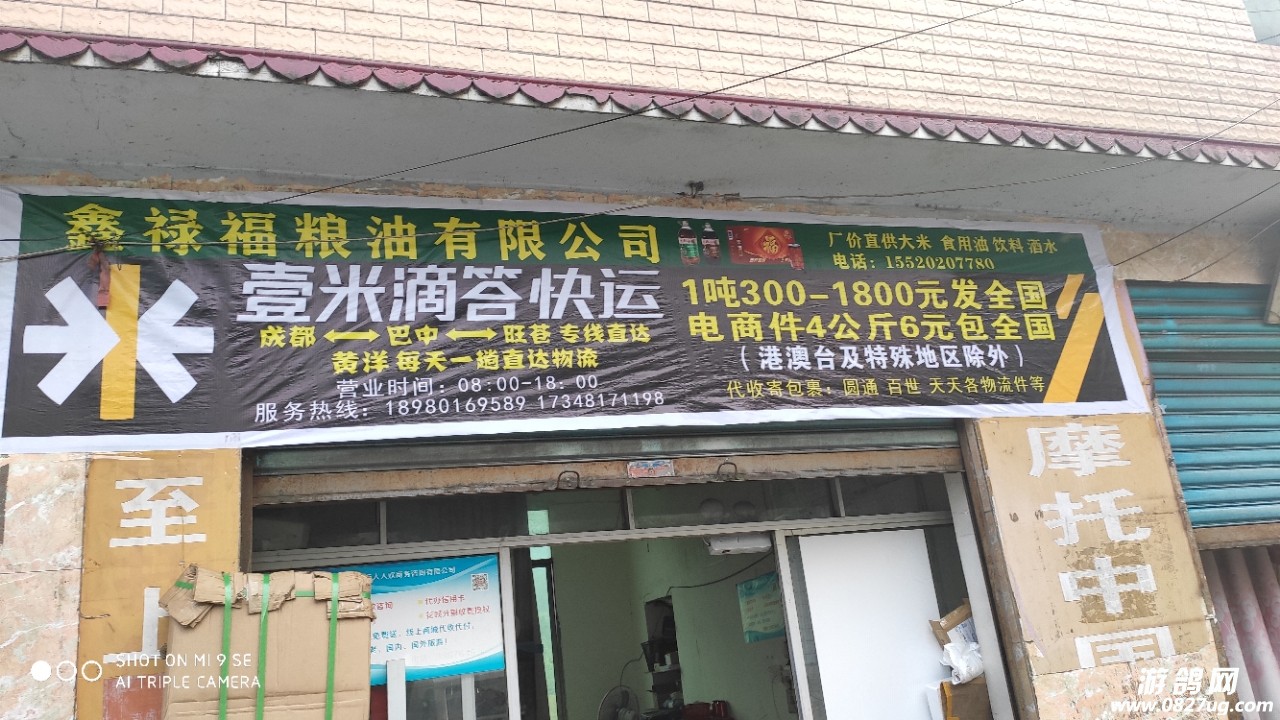 鑫禄福粮油有限公司
厂价直供大米 食用油 饮料 酒水
电话：15520207780
壹米滴答快运
成都⟷巴中⟷旺苍 专线直达
黄洋 每天一趟直达物流
营业时间：08:00-18：00
服务热线：18980169589 17348171198
1吨300-1800元发全国
电商件4公斤6元包全国
（港澳台及特殊地区除外）
代收寄包裹：圆通 百世 天天各物流件等
福
至
摩托中国
代办信用卡
SHOT ON MI 9 SE
AI TRIPLE CAMERA
游鸽网
www.0827ug.com